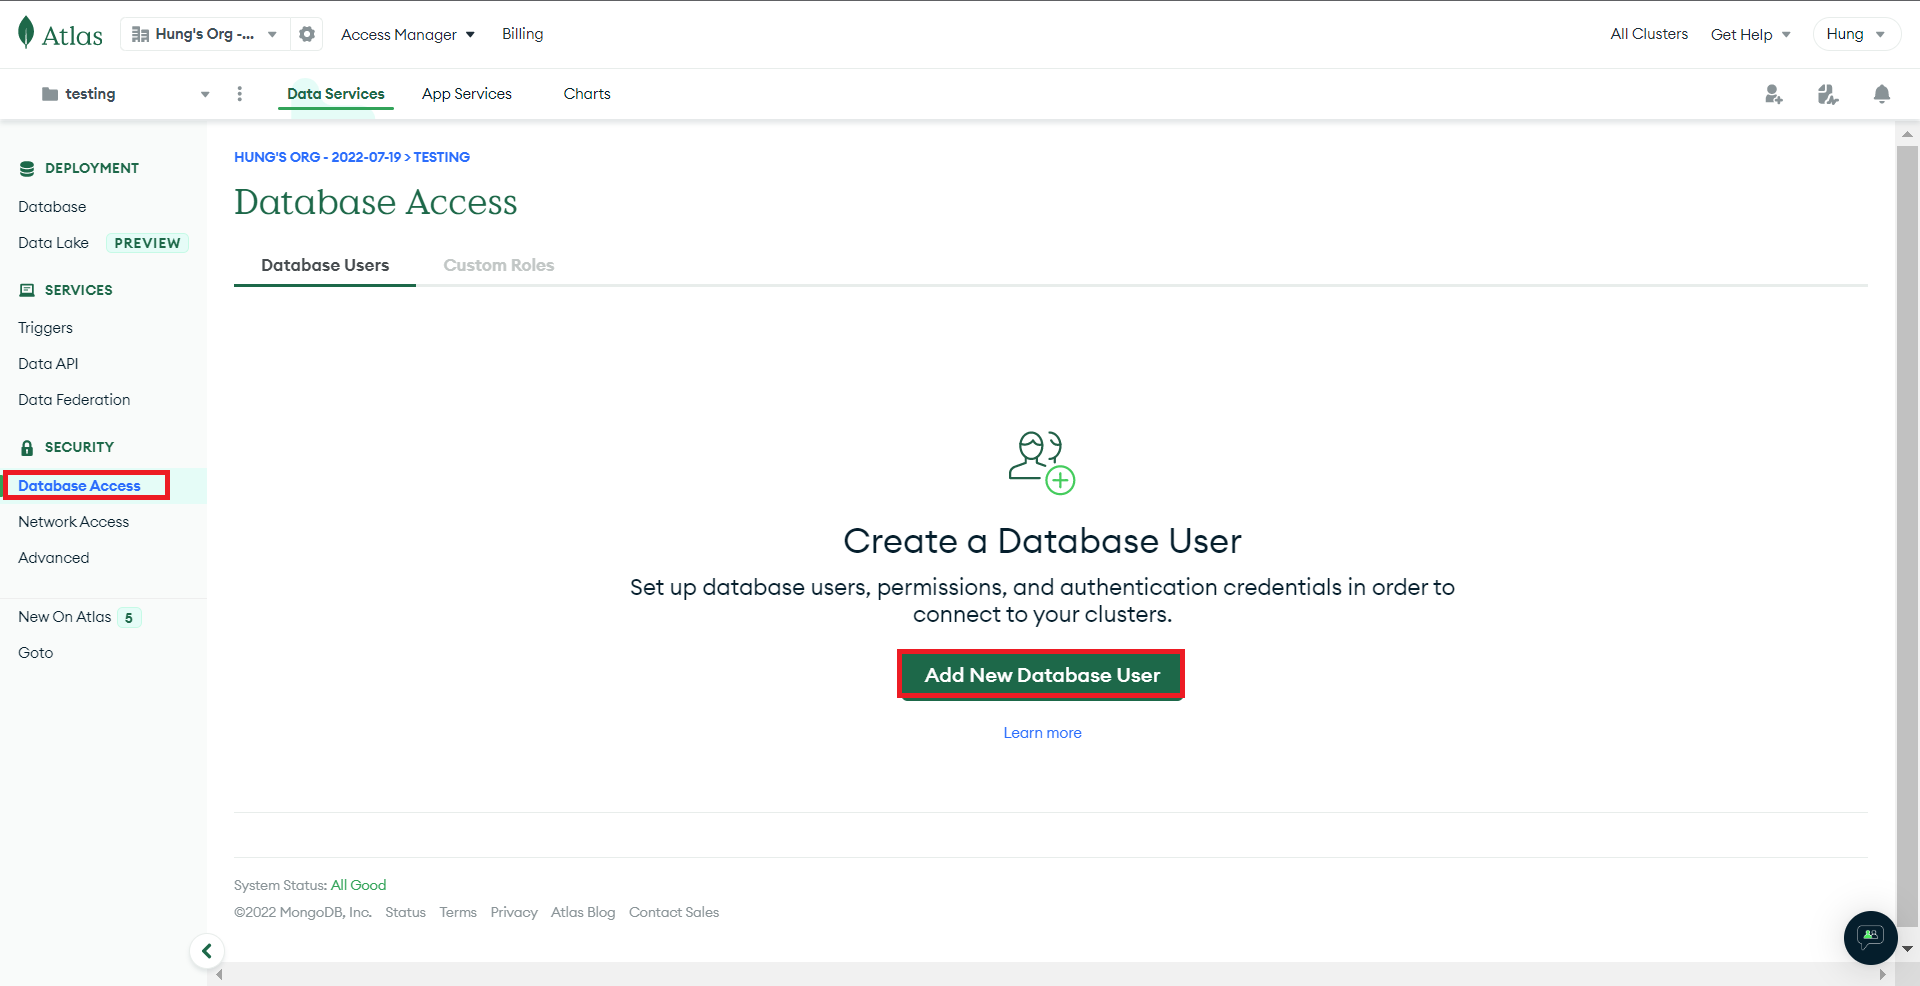 Atlas Hung's Org -... Access Manager Billing All Clusters Get Help Hung
testing Data Services App Services Charts
DEPLOYMENT
Database
Data Lake PREVIEW
SERVICES
Triggers
Data API
Data Federation
SECURITY
Database Access
Network Access
Advanced
New On Atlas 5
Goto
HUNG'S ORG - 2022-07-19 > TESTING
Database Access
Database Users Custom Roles
Create a Database User
Set up database users, permissions, and authentication credentials in order to
connect to your clusters.
Add New Database User
Learn more
System Status: All Good
©2022 MongoDB, Inc. Status Terms Privacy Atlas Blog Contact Sales